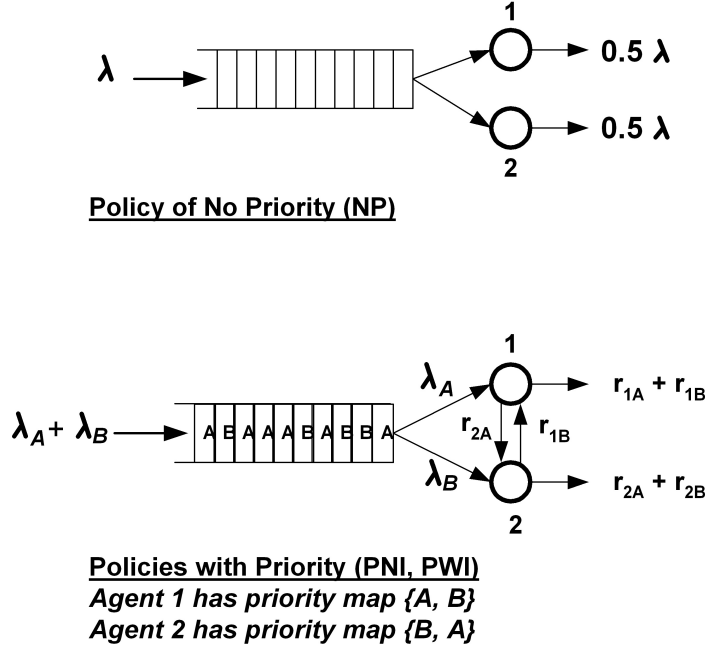 1
λ
0.5 λ
0.5 λ
2
Policy of No Priority (NP)
1
λA
r1A + r1B
λA + λB
A B A A A B A B B A
r2A
r1B
λB
r2A + r2B
2
Policies with Priority (PNI, PWI)
Agent 1 has priority map {A, B}
Agent 2 has priority map {B, A}